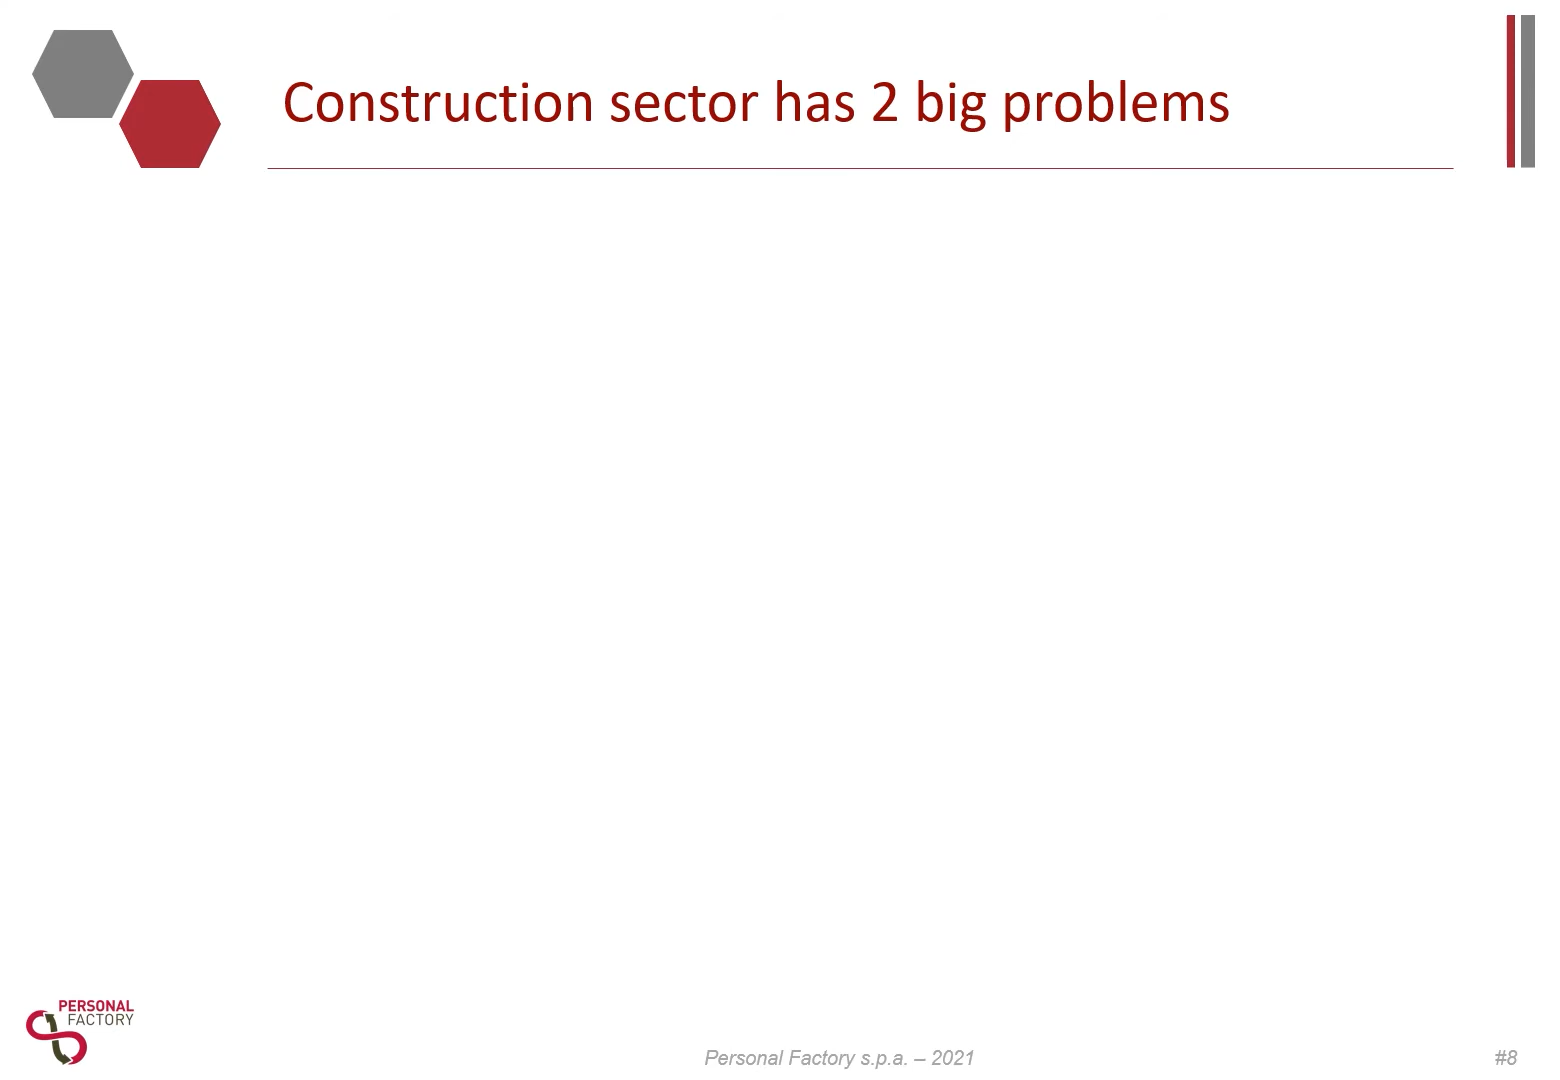 Construction sector has 2 big problems
PERSONAL
FACTORY
Personal Factory s.p.a. – 2021
#8